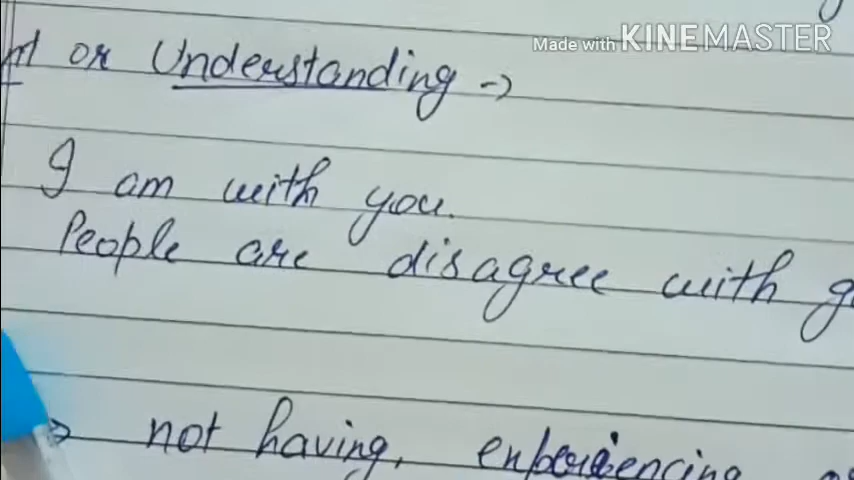 Made with KINEMASTER
or Understanding →
I am with you.
People are disagree with
→ not having, experiencing